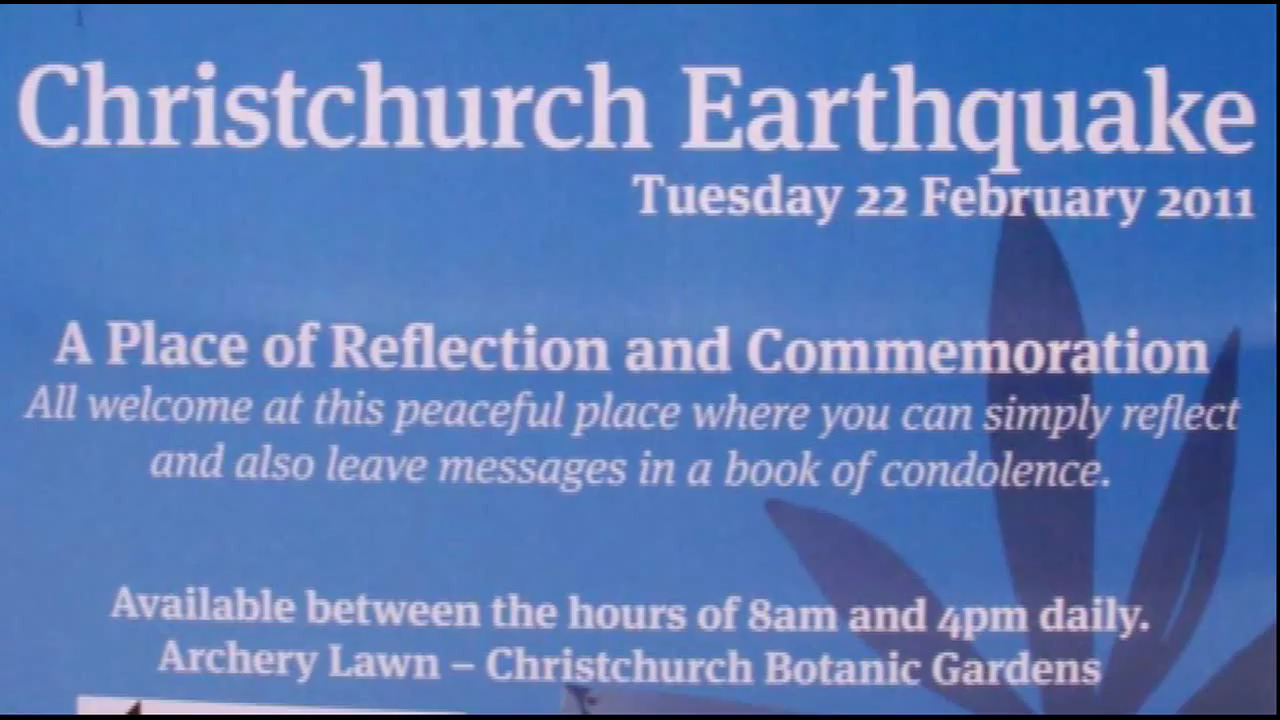 Christchurch Earthquake
Tuesday 22 February 2011
A Place of Reflection and Commemoration
All welcome at this peaceful place where you can simply reflect
and also leave messages in a book of condolence.
Available between the hours of 8am and 4pm daily.
Archery Lawn – Christchurch Botanic Gardens